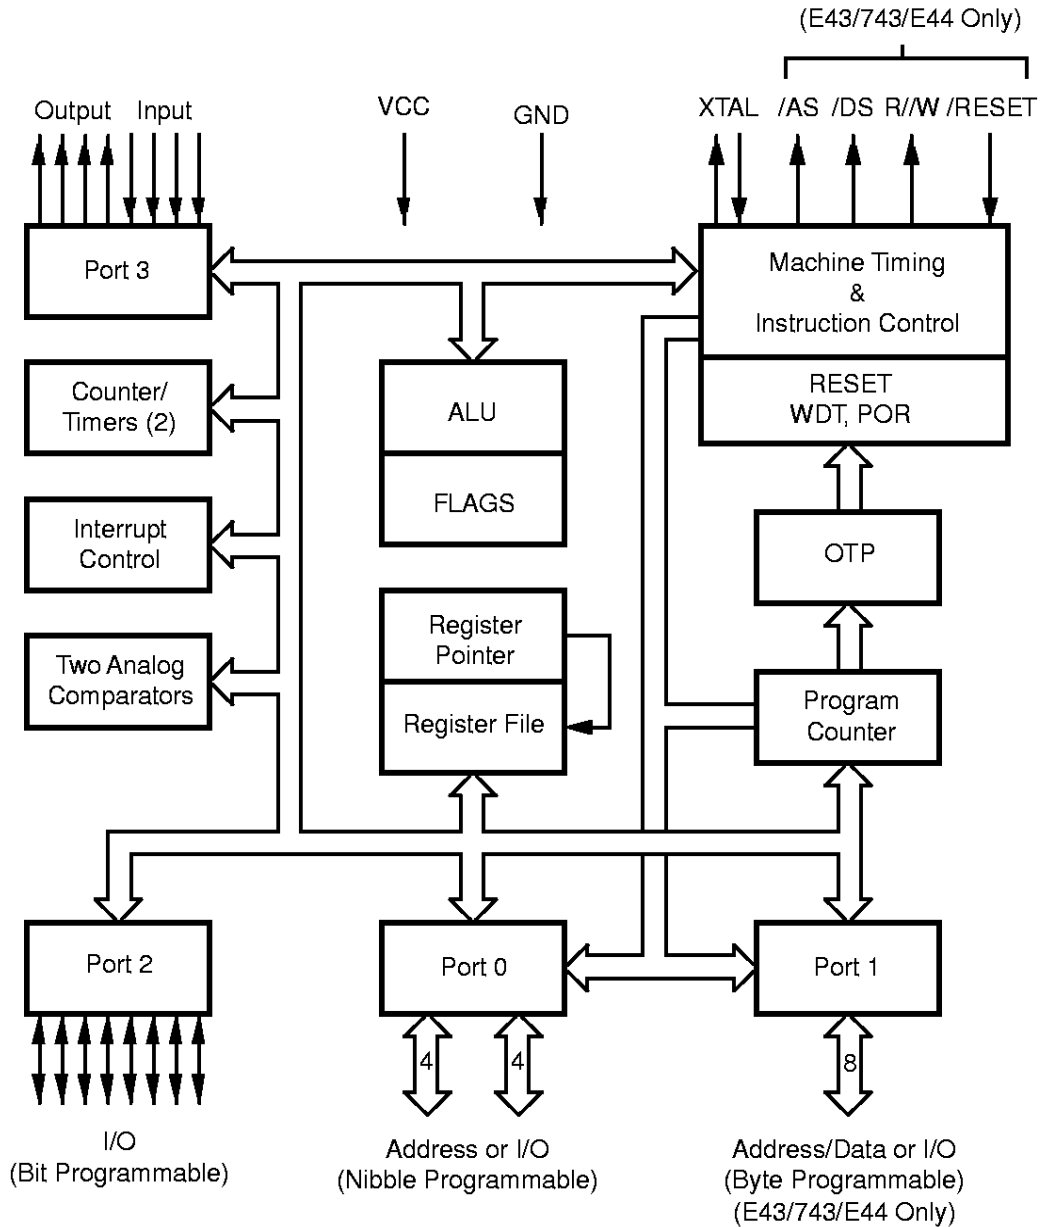 (E43/743/E44 Only)
Output Input
VCC
GND
XTAL /AS /DS R//W /RESET
Port 3
Machine Timing
&
Instruction Control
RESET
WDT, POR
Counter/
Timers (2)
ALU
FLAGS
Interrupt
Control
OTP
Two Analog
Comparators
Register
Pointer
Register File
Program
Counter
Port 2
Port 0
Port 1
4
4
8
I/O
(Bit Programmable)
Address or I/O
(Nibble Programmable)
Address/Data or I/O
(Byte Programmable)
(E43/743/E44 Only)